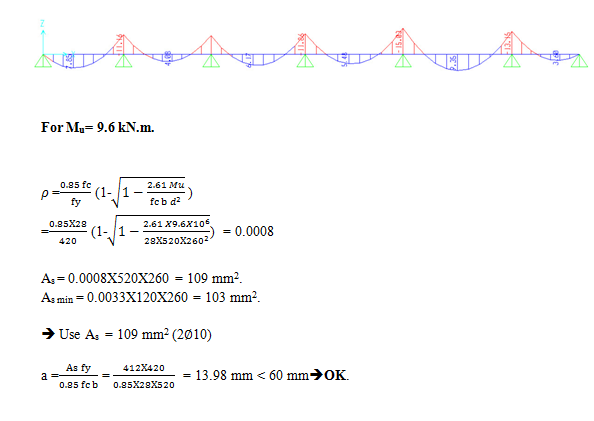 Z
4.08
For Mu= 9.6 kN.m.
ρ = 0.85 fc / fy (1-√(1 − 2.61 Mu / fc b d²))
= 0.85X28 / 420 (1-√(1 − 2.61 X9.6X10⁶ / 28X520X260²)) = 0.0008
As = 0.0008X520X260 = 109 mm².
As min = 0.0033X120X260 = 103 mm².
➔ Use As = 109 mm² (2Ø10)
a = As fy / 0.85 fc b = 412X420 / 0.85X28X520 = 13.98 mm < 60 mm➔OK.